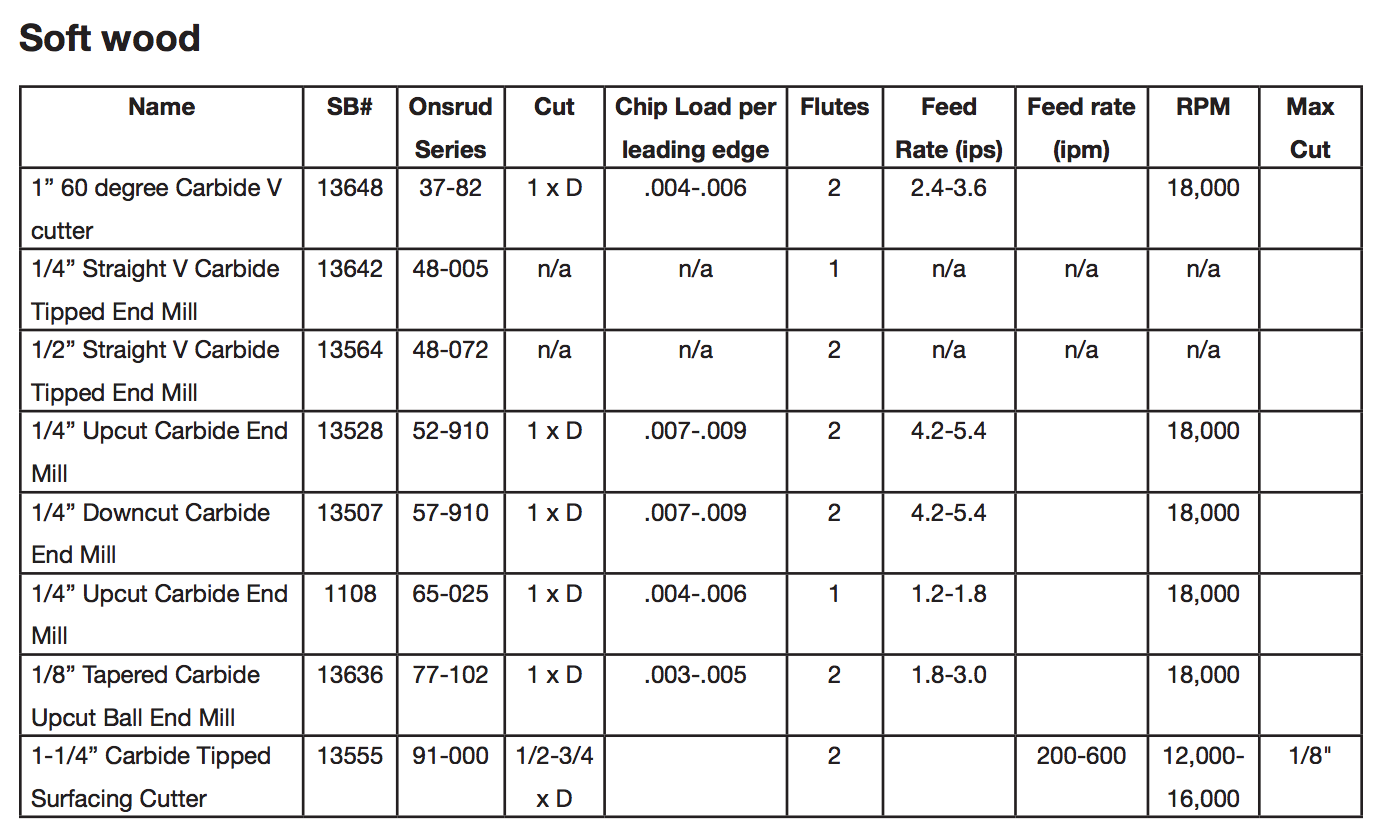 Soft wood
Name SB# Onsrud Series Cut Chip Load per leading edge Flutes Feed Rate (ips) Feed rate (ipm) RPM Max Cut
1” 60 degree Carbide V cutter 13648 37-82 1 x D .004-.006 2 2.4-3.6 18,000
1/4” Straight V Carbide Tipped End Mill 13642 48-005 n/a n/a 1 n/a n/a n/a
1/2” Straight V Carbide Tipped End Mill 13564 48-072 n/a n/a 2 n/a n/a n/a
1/4” Upcut Carbide End Mill 13528 52-910 1 x D .007-.009 2 4.2-5.4 18,000
1/4” Downcut Carbide End Mill 13507 57-910 1 x D .007-.009 2 4.2-5.4 18,000
1/4” Upcut Carbide End Mill 1108 65-025 1 x D .004-.006 1 1.2-1.8 18,000
1/8” Tapered Carbide Upcut Ball End Mill 13636 77-102 1 x D .003-.005 2 1.8-3.0 18,000
1-1/4” Carbide Tipped Surfacing Cutter 13555 91-000 1/2-3/4 x D 2 200-600 12,000-16,000 1/8"